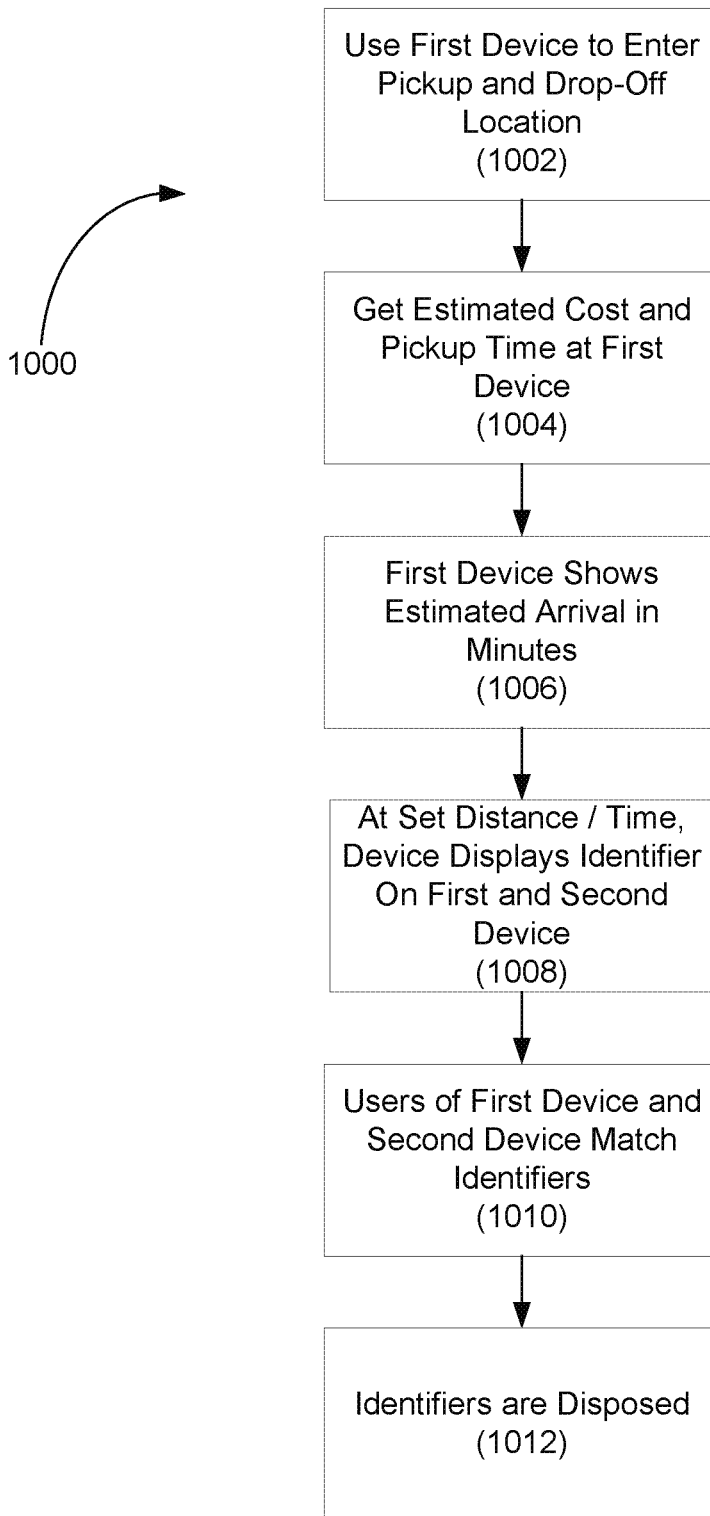 Use First Device to Enter
Pickup and Drop-Off
Location
(1002)
1000
Get Estimated Cost and
Pickup Time at First
Device
(1004)
First Device Shows
Estimated Arrival in
Minutes
(1006)
At Set Distance / Time,
Device Displays Identifier
On First and Second
Device
(1008)
Users of First Device and
Second Device Match
Identifiers
(1010)
Identifiers are Disposed
(1012)